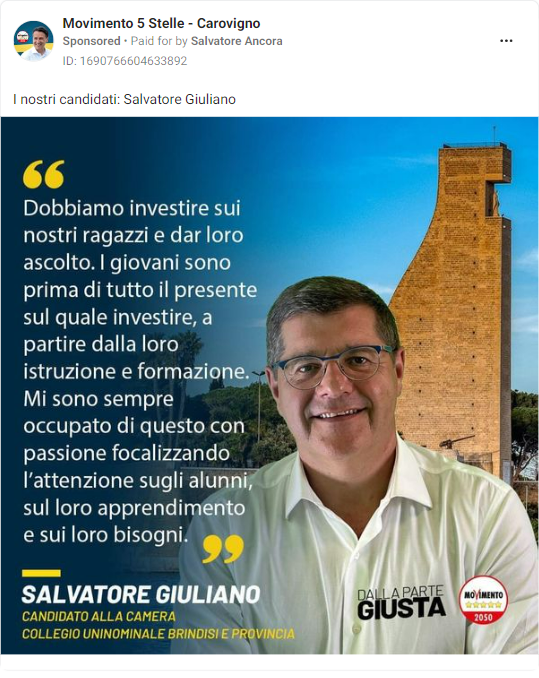 Movimento 5 Stelle - Carovigno
Sponsored • Paid for by Salvatore Ancora
ID: 1690766604633892
I nostri candidati: Salvatore Giuliano
“
Dobbiamo investire sui
nostri ragazzi e dar loro
ascolto. I giovani sono
prima di tutto il presente
sul quale investire, a
partire dalla loro
istruzione e formazione.
Mi sono sempre
occupato di questo con
passione focalizzando
l'attenzione sugli alunni,
sul loro apprendimento
e sui loro bisogni.
”
SALVATORE GIULIANO
CANDIDATO ALLA CAMERA
COLLEGIO UNINOMINALE BRINDISI E PROVINCIA
DALLA PARTE
GIUSTA
MOVIMENTO
2050